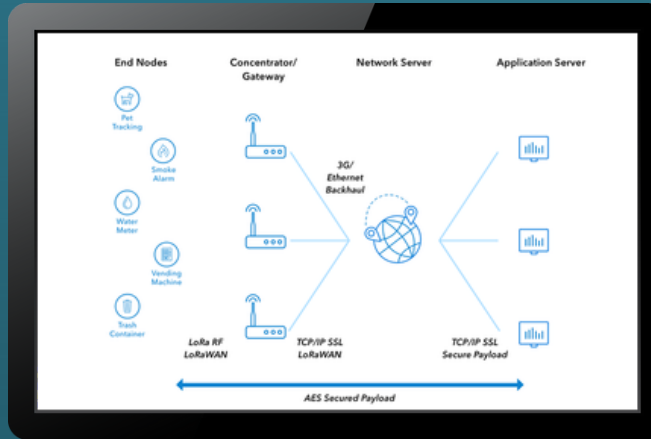 End Nodes
Concentrator/
Gateway
Network Server
Application Server
Pet
Tracking
Smoke
Alarm
Water
Meter
Vending
Machine
Trash
Container
3G/
Ethernet
Backhaul
LoRa RF
LoRaWAN
TCP/IP SSL
LoRaWAN
TCP/IP SSL
Secure Payload
AES Secured Payload